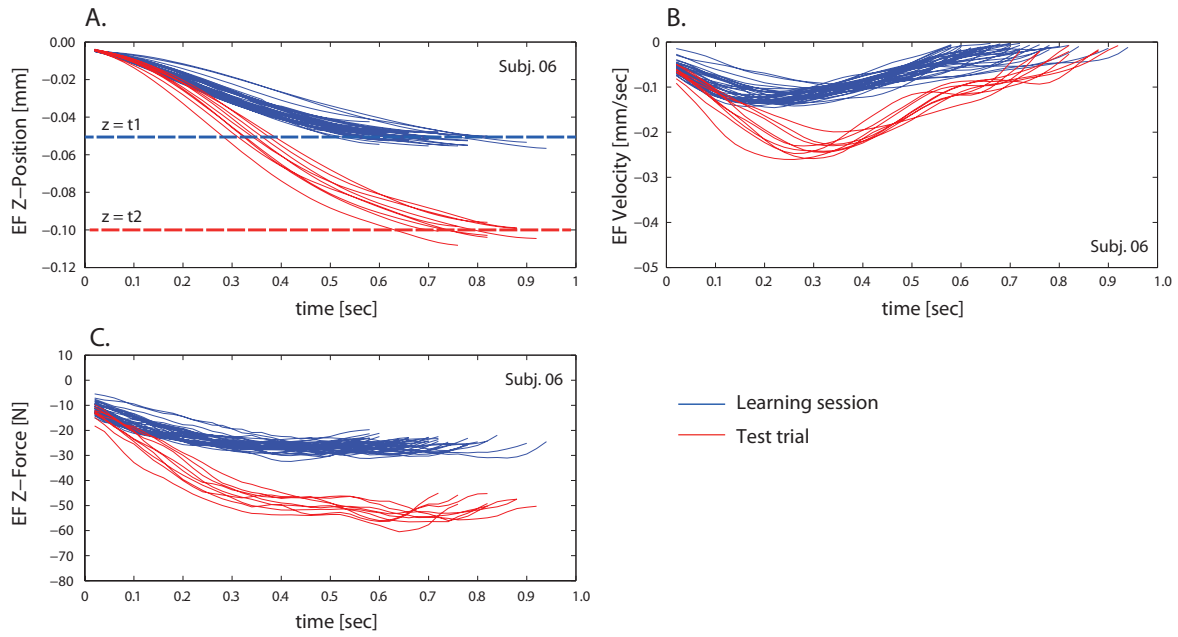 A.
EF Z−Position [mm]
0.00
−0.02
−0.04
−0.06
−0.08
−0.10
−0.12
Subj. 06
z = t1
z = t2
0 0.1 0.2 0.3 0.4 0.5 0.6 0.7 0.8 0.9 1
time [sec]
B.
EF Velocity [mm/sec]
0
−0.1
−0.2
−0.3
−0.4
−0.5
Subj. 06
0 0.1 0.2 0.3 0.4 0.5 0.6 0.7 0.8 0.9 1.0
time [sec]
C.
EF Z−Force [N]
10
0
−10
−20
−30
−40
−50
−60
−70
−80
Subj. 06
0 0.1 0.2 0.3 0.4 0.5 0.6 0.7 0.8 0.9 1.0
time [sec]
Learning session
Test trial